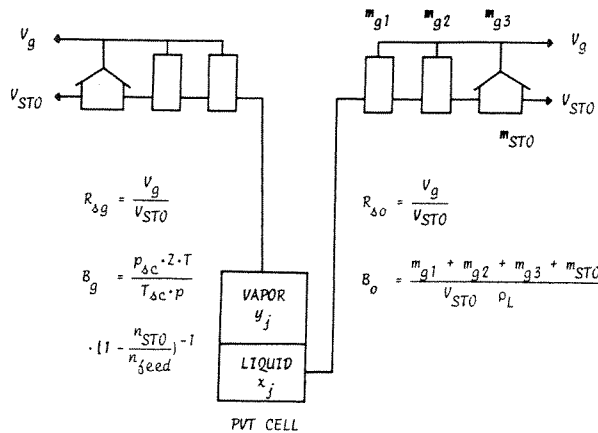 m_g1 m_g2 m_g3
V_g
V_g
V_STO
V_STO
m_STO
R_sg = V_g / V_STO
R_so = V_g / V_STO
B_g = p_sc · Z · T / T_sc · p
· (1 - n_STO / n_feed)^-1
B_o = m_g1 + m_g2 + m_g3 + m_STO / V_STO ρ_L
VAPOR
y_j
LIQUID
x_j
PVT CELL